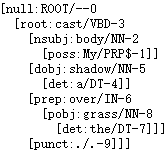 [null:ROOT/--0
[root:cast/VBD-3
[nsubj:body/NN-2
[poss:My/PRP$-1]]
[dobj:shadow/NN-5
[det:a/DT-4]]
[prep:over/IN-6
[pobj:grass/NN-8
[det:the/DT-7]]]
[punct:./.-9]]]